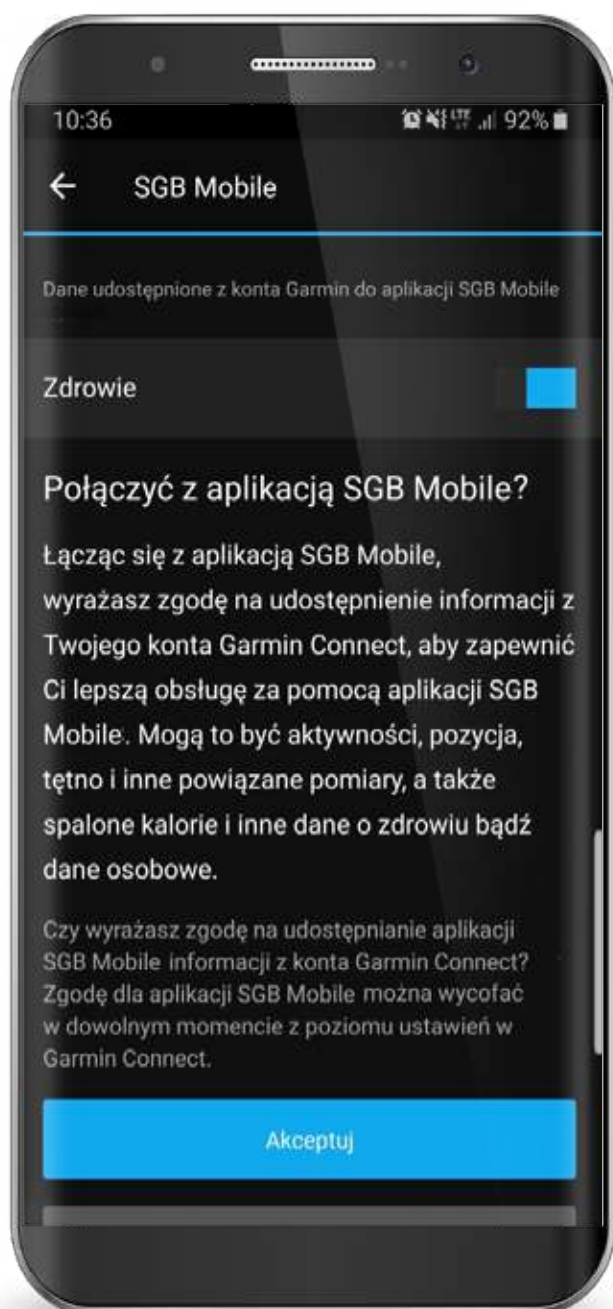 10:36
LTE 92%
SGB Mobile
Dane udostępnione z konta Garmin do aplikacji SGB Mobile
Zdrowie
Połączyć z aplikacją SGB Mobile?
Łącząc się z aplikacją SGB Mobile,
wyrażasz zgodę na udostępnienie informacji z
Twojego konta Garmin Connect, aby zapewnić
Ci lepszą obsługę za pomocą aplikacji SGB
Mobile. Mogą to być aktywności, pozycja,
tętno i inne powiązane pomiary, a także
spalone kalorie i inne dane o zdrowiu bądź
dane osobowe.
Czy wyrażasz zgodę na udostępnianie aplikacji
SGB Mobile informacji z konta Garmin Connect?
Zgodę dla aplikacji SGB Mobile można wycofać
w dowolnym momencie z poziomu ustawień w
Garmin Connect.
Akceptuj